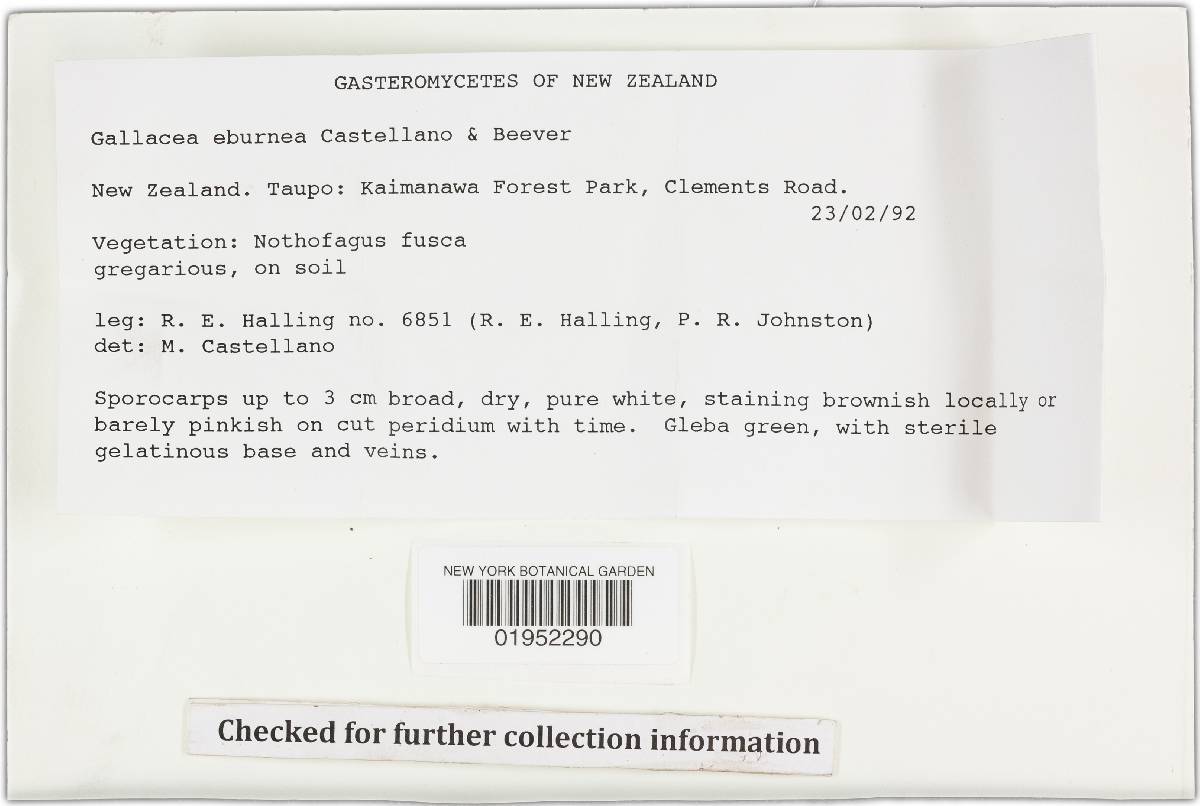 GASTEROMYCETES OF NEW ZEALAND
Gallacea eburnea Castellano & Beever
New Zealand. Taupo: Kaimanawa Forest Park, Clements Road.
23/02/92
Vegetation: Nothofagus fusca
gregarious, on soil
leg: R. E. Halling no. 6851 (R. E. Halling, P. R. Johnston)
det: M. Castellano
Sporocarps up to 3 cm broad, dry, pure white, staining brownish locally or
barely pinkish on cut peridium with time. Gleba green, with sterile
gelatinous base and veins.
NEW YORK BOTANICAL GARDEN
01952290
Checked for further collection information